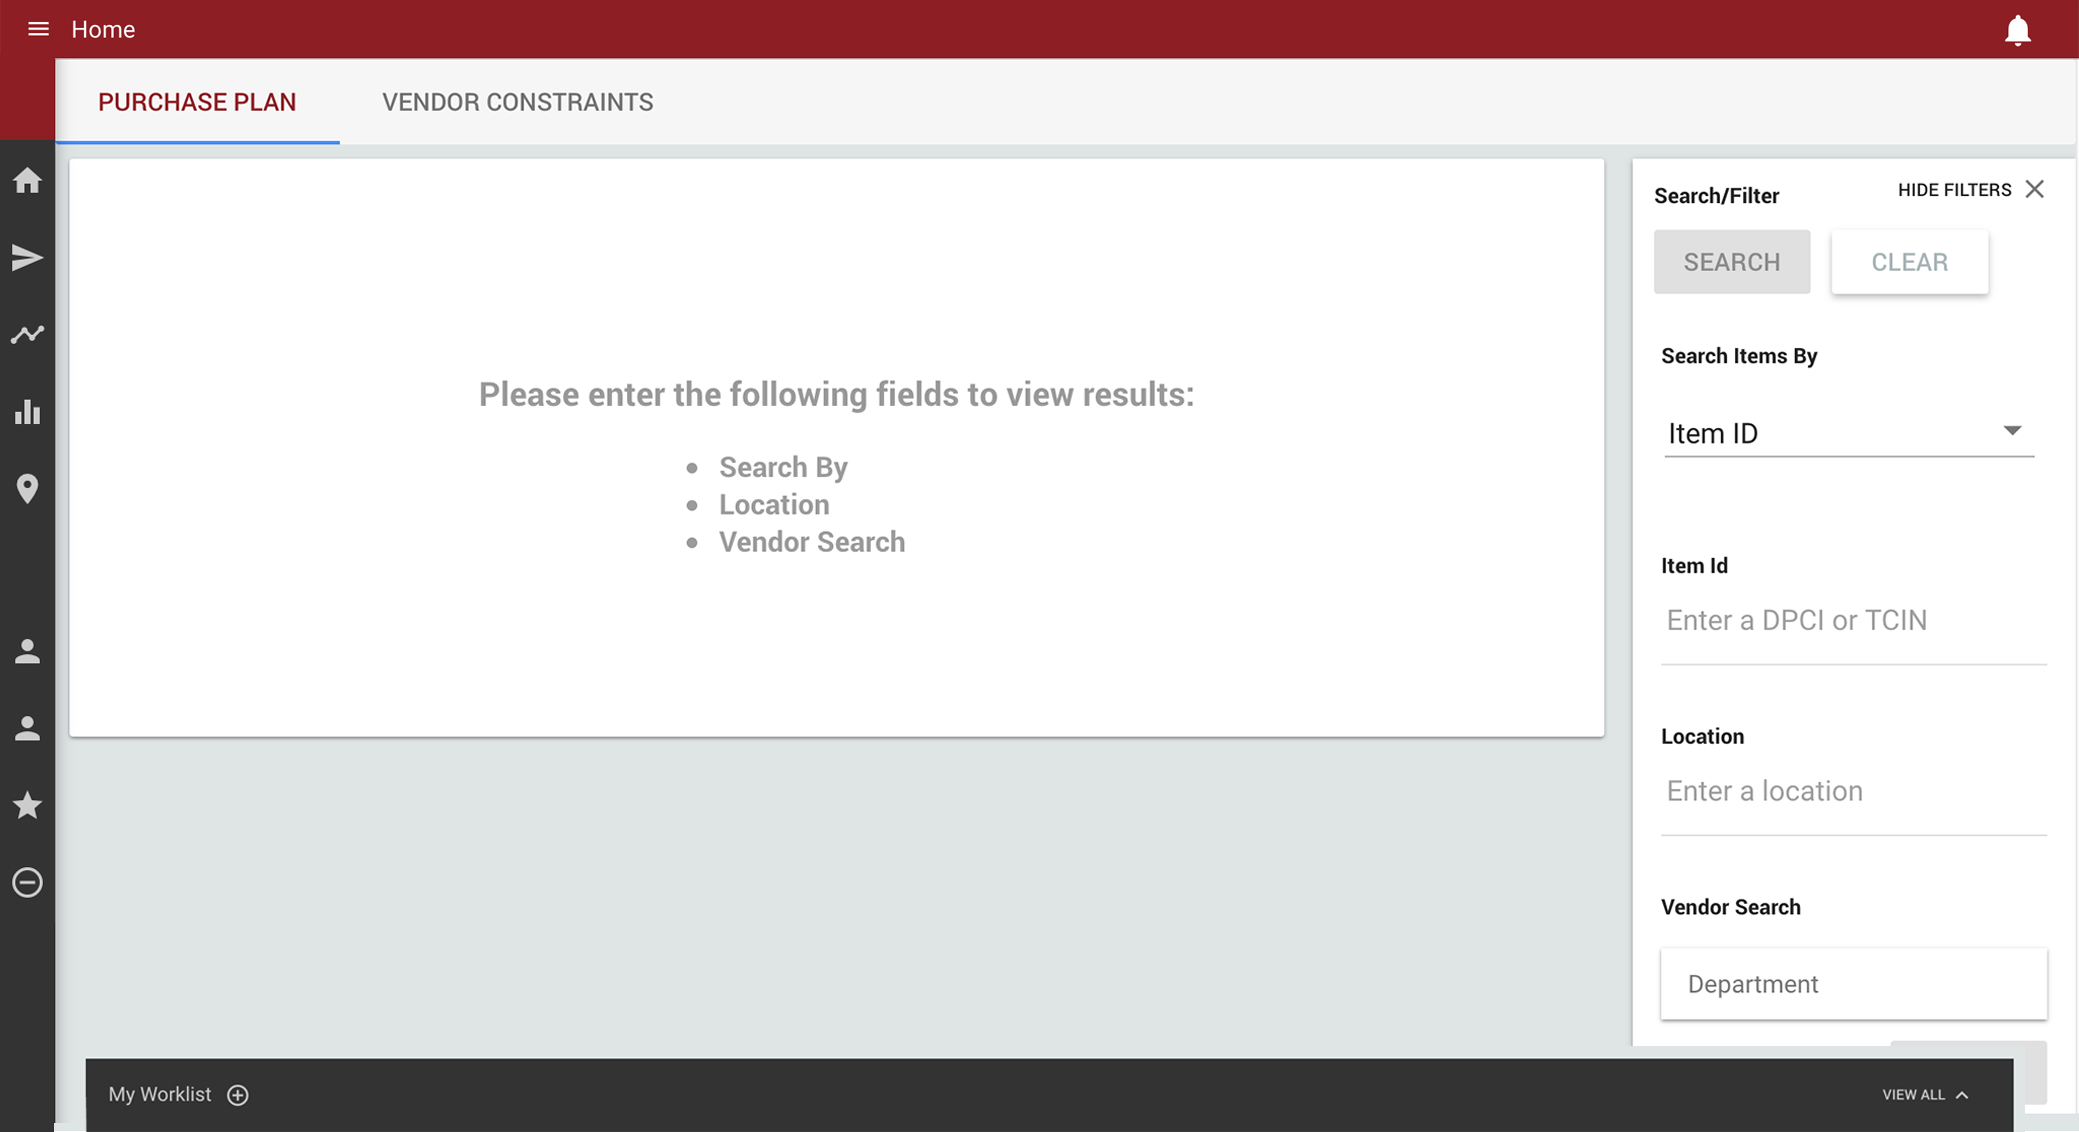 Home
PURCHASE PLAN
VENDOR CONSTRAINTS
Please enter the following fields to view results:
Search By
Location
Vendor Search
Search/Filter
HIDE FILTERS
SEARCH
CLEAR
Search Items By
Item ID
Item Id
Enter a DPCI or TCIN
Location
Enter a location
Vendor Search
Department
My Worklist
VIEW ALL